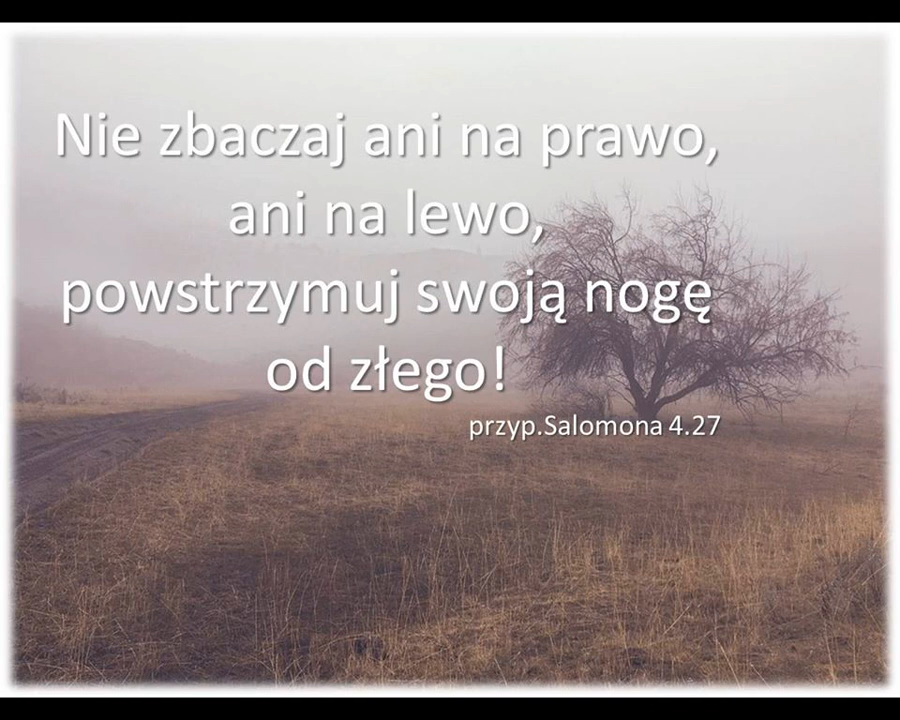 Nie zbaczaj ani na prawo,
ani na lewo,
powstrzymuj swoją nogę
od złego!
przyp.Salomona 4.27